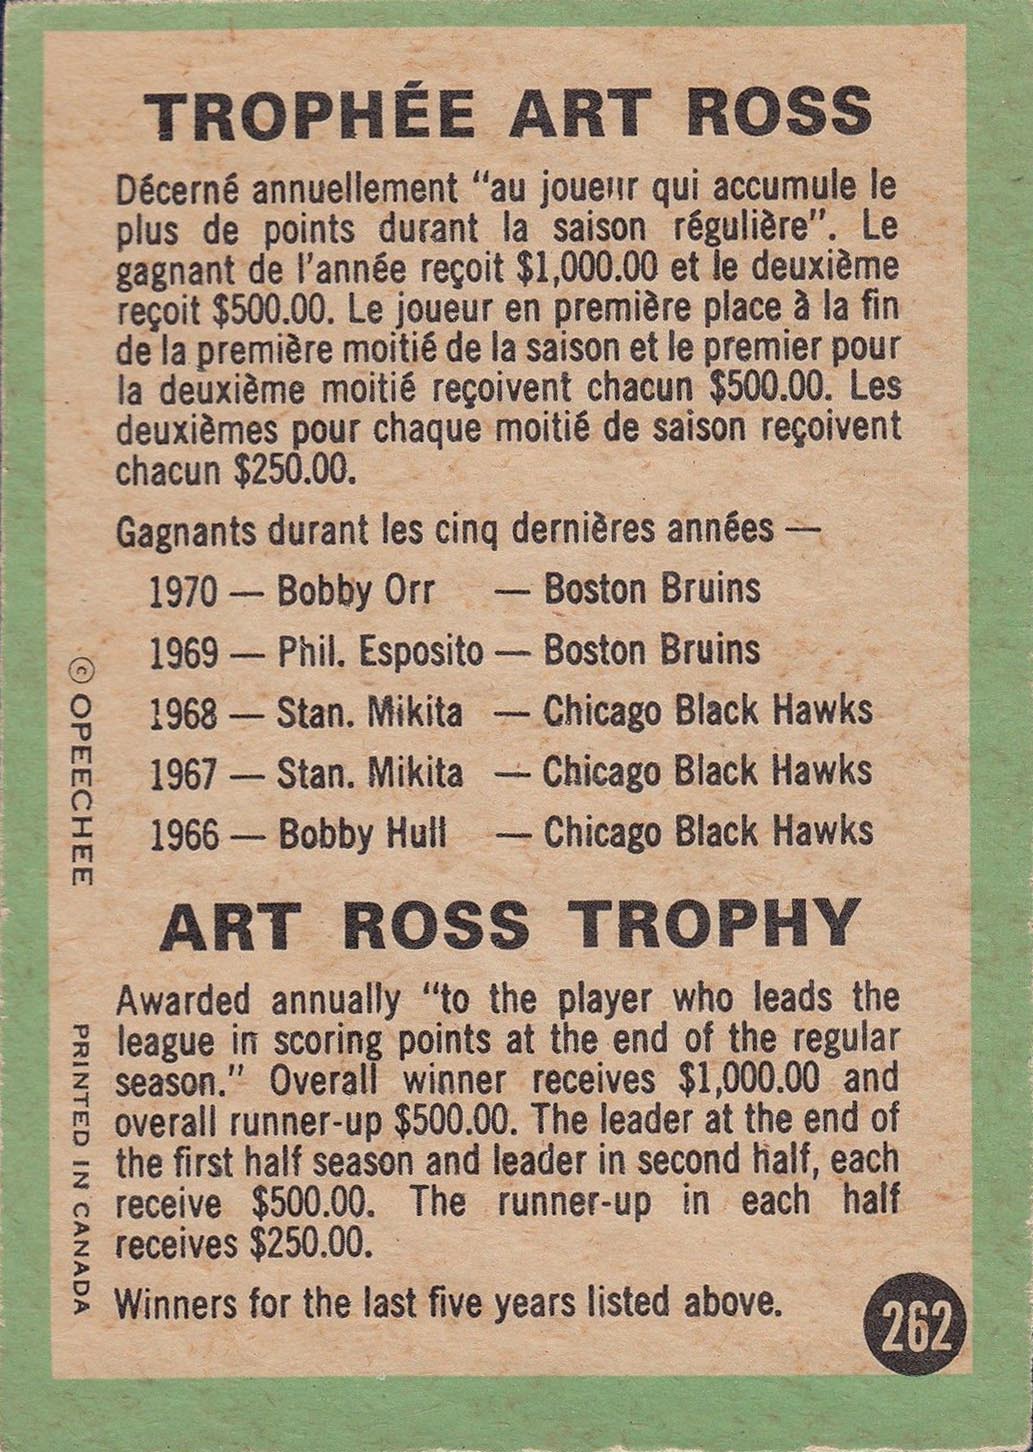 TROPHÉE ART ROSS
Décerné annuellement "au joueur qui accumule le
plus de points durant la saison régulière". Le
gagnant de l'année reçoit $1,000.00 et le deuxième
reçoit $500.00. Le joueur en première place à la fin
de la première moitié de la saison et le premier pour
la deuxième moitié reçoivent chacun $500.00. Les
deuxièmes pour chaque moitié de saison reçoivent
chacun $250.00.
Gagnants durant les cinq dernières années —
1970 — Bobby Orr — Boston Bruins
1969 — Phil. Esposito — Boston Bruins
1968 — Stan. Mikita — Chicago Black Hawks
1967 — Stan. Mikita — Chicago Black Hawks
1966 — Bobby Hull — Chicago Black Hawks
ART ROSS TROPHY
Awarded annually "to the player who leads the
league in scoring points at the end of the regular
season." Overall winner receives $1,000.00 and
overall runner-up $500.00. The leader at the end of
the first half season and leader in second half, each
receive $500.00. The runner-up in each half
receives $250.00.
Winners for the last five years listed above.
262
© OPEECHEE
PRINTED IN CANADA